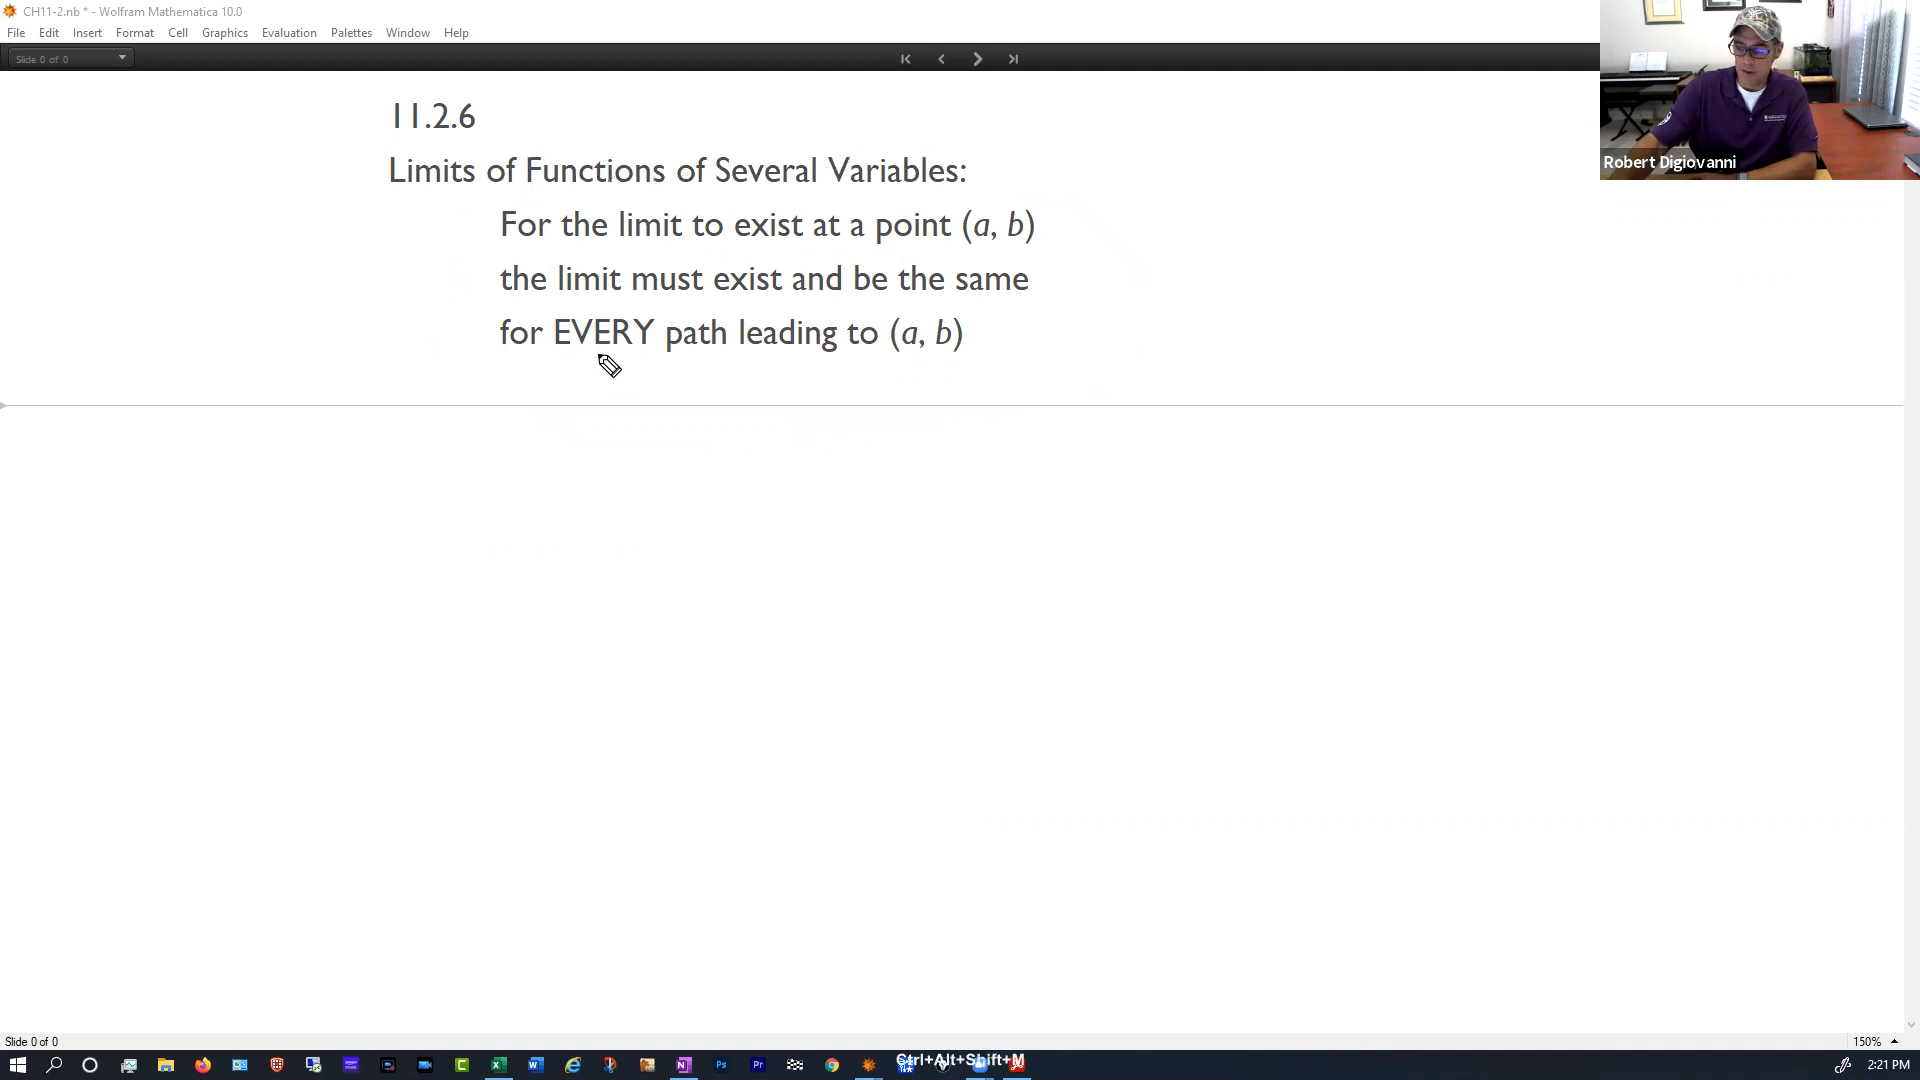 CH11-2.nb * - Wolfram Mathematica 10.0
File Edit Insert Format Cell Graphics Evaluation Palettes Window Help
Slide 0 of 0
11.2.6
Limits of Functions of Several Variables:
For the limit to exist at a point (a, b)
the limit must exist and be the same
for EVERY path leading to (a, b)
Robert Digiovanni
Slide 0 of 0
150%
Ctrl+Alt+Shift+M
2:21 PM